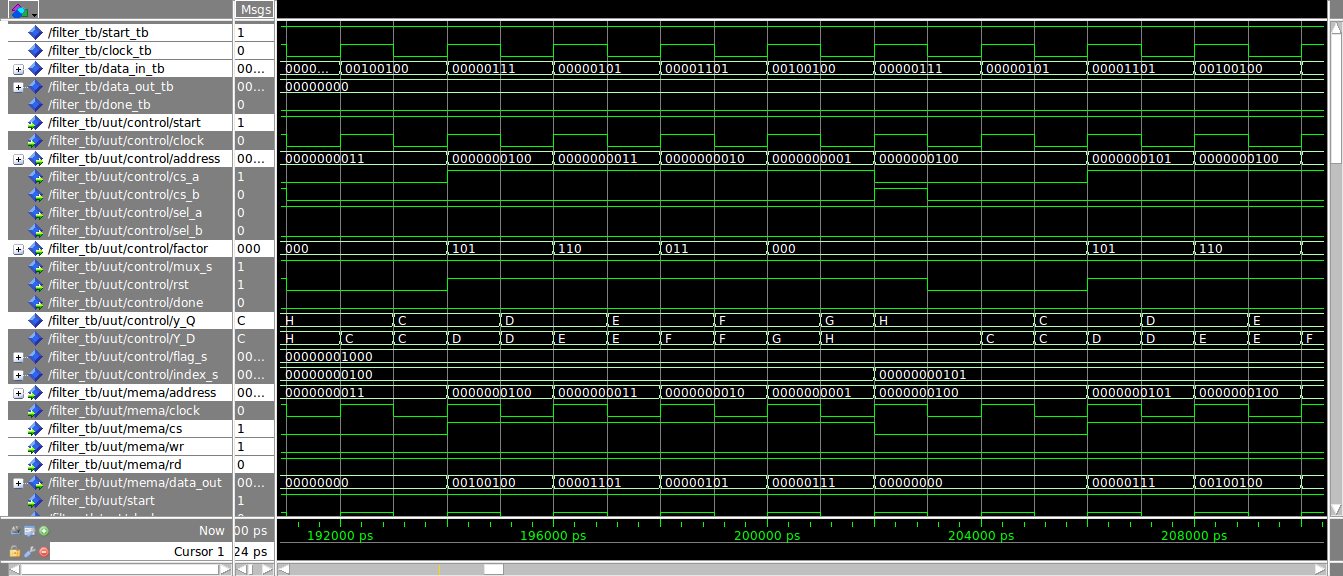 Msgs
/filter_tb/start_tb 1
/filter_tb/clock_tb 0
/filter_tb/data_in_tb 00... 0000... 00100100 00000111 00000101 00001101 00100100 00000111 00000101 00001101 00100100
/filter_tb/data_out_tb 00... 00000000
/filter_tb/done_tb 0
/filter_tb/uut/control/start 1
/filter_tb/uut/control/clock 0
/filter_tb/uut/control/address 00... 0000000011 0000000100 0000000011 0000000010 0000000001 0000000100 0000000101 0000000100
/filter_tb/uut/control/cs_a 1
/filter_tb/uut/control/cs_b 0
/filter_tb/uut/control/sel_a 0
/filter_tb/uut/control/sel_b 0
/filter_tb/uut/control/factor 000 000 101 110 011 000 101 110
/filter_tb/uut/control/mux_s 1
/filter_tb/uut/control/rst 1
/filter_tb/uut/control/done 0
/filter_tb/uut/control/y_Q C H C D E F G H C D E
/filter_tb/uut/control/Y_D C H C C D D E E F F G H C C D D E E F
/filter_tb/uut/control/flag_s 00... 00000001000
/filter_tb/uut/control/index_s 00... 00000000100 00000000101
/filter_tb/uut/mema/address 00... 0000000011 0000000100 0000000011 0000000010 0000000001 0000000100 0000000101 0000000100
/filter_tb/uut/mema/clock 0
/filter_tb/uut/mema/cs 1
/filter_tb/uut/mema/wr 1
/filter_tb/uut/mema/rd 0
/filter_tb/uut/mema/data_out 00... 00000000 00100100 00001101 00000101 00000111 00000000 00000111 00100100
/filter_tb/uut/start 1
Now 00 ps 192000 ps 196000 ps 200000 ps 204000 ps 208000 ps
Cursor 1 24 ps